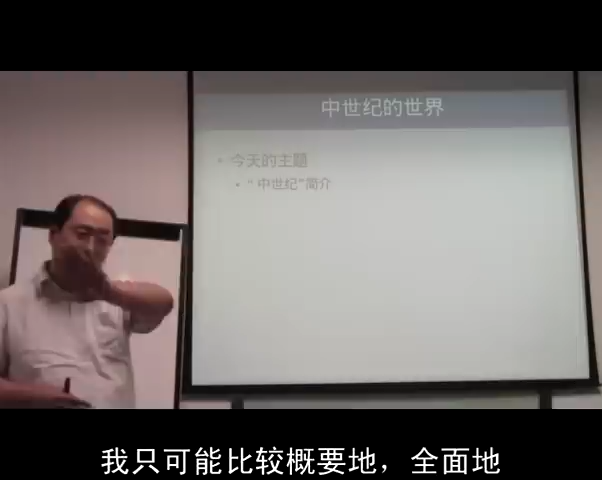 中世纪的世界
• 今天的主题
• “中世纪”简介
我只可能比较概要地，全面地